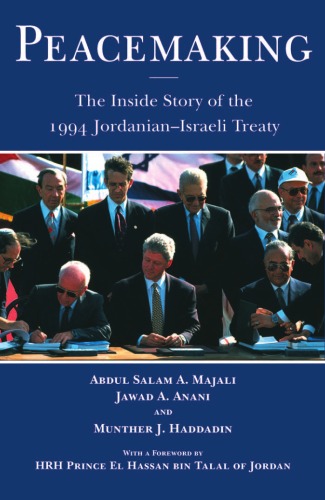 PEACEMAKING
The Inside Story of the
1994 Jordanian–Israeli Treaty
ABDUL SALAM A. MAJALI
JAWAD A. ANANI
AND
MUNTHER J. HADDADIN
WITH A FOREWORD BY
HRH PRINCE EL HASSAN BIN TALAL OF JORDAN